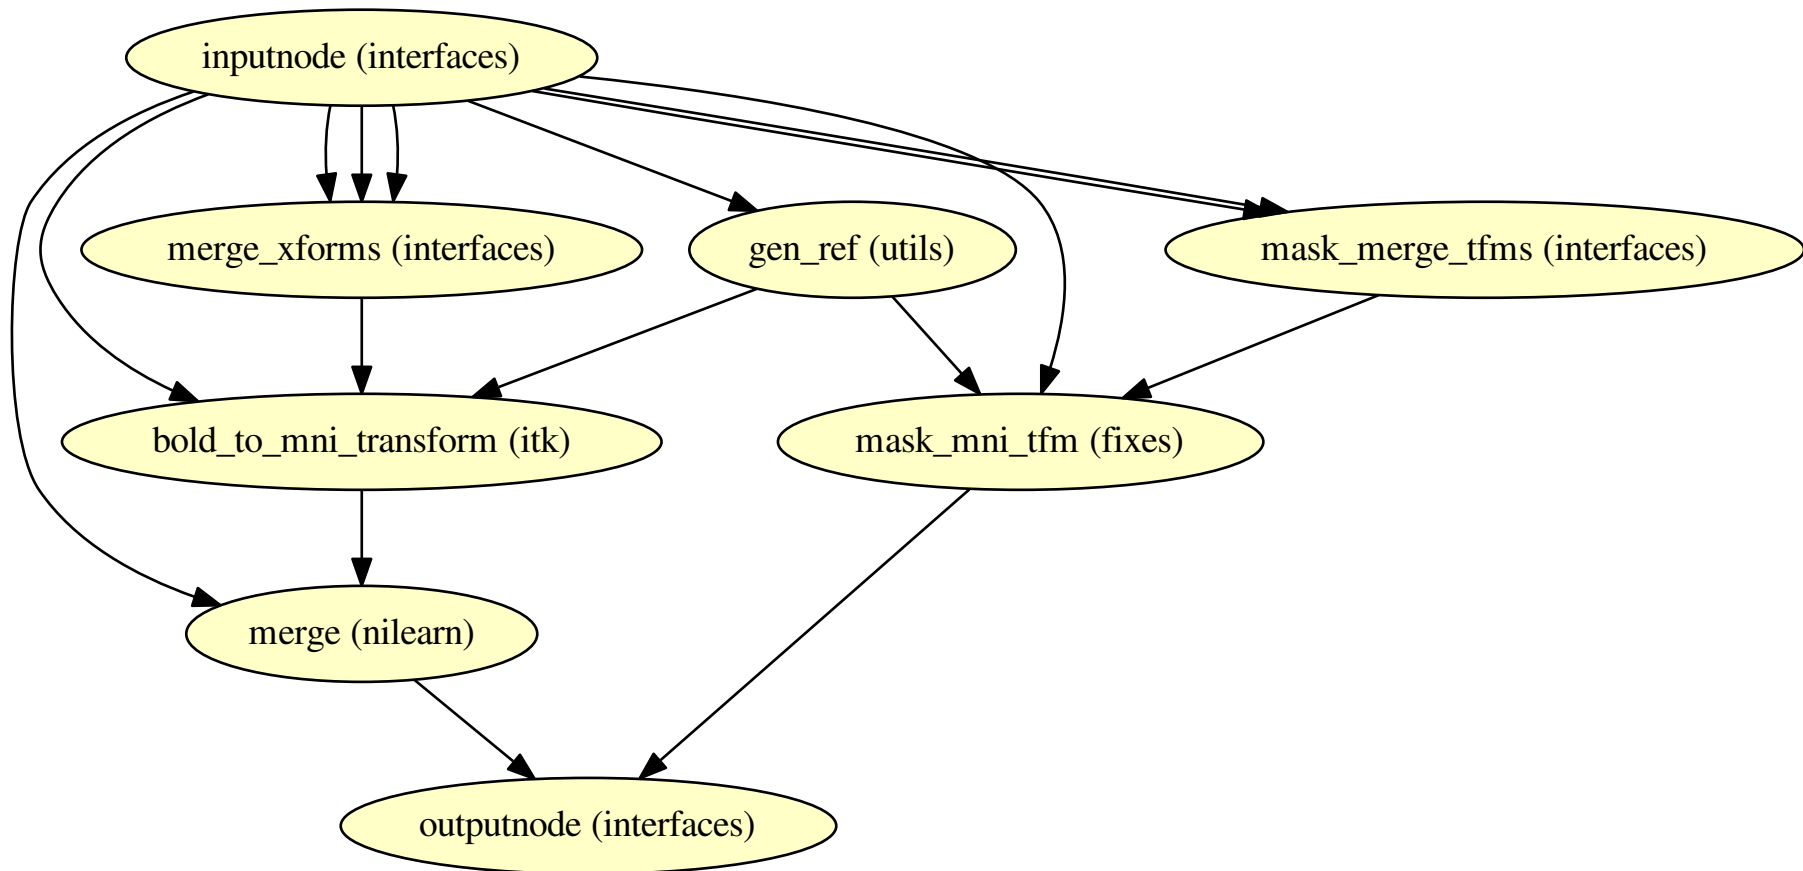 inputnode (interfaces)
merge_xforms (interfaces)
gen_ref (utils)
mask_merge_tfms (interfaces)
bold_to_mni_transform (itk)
mask_mni_tfm (fixes)
merge (nilearn)
outputnode (interfaces)